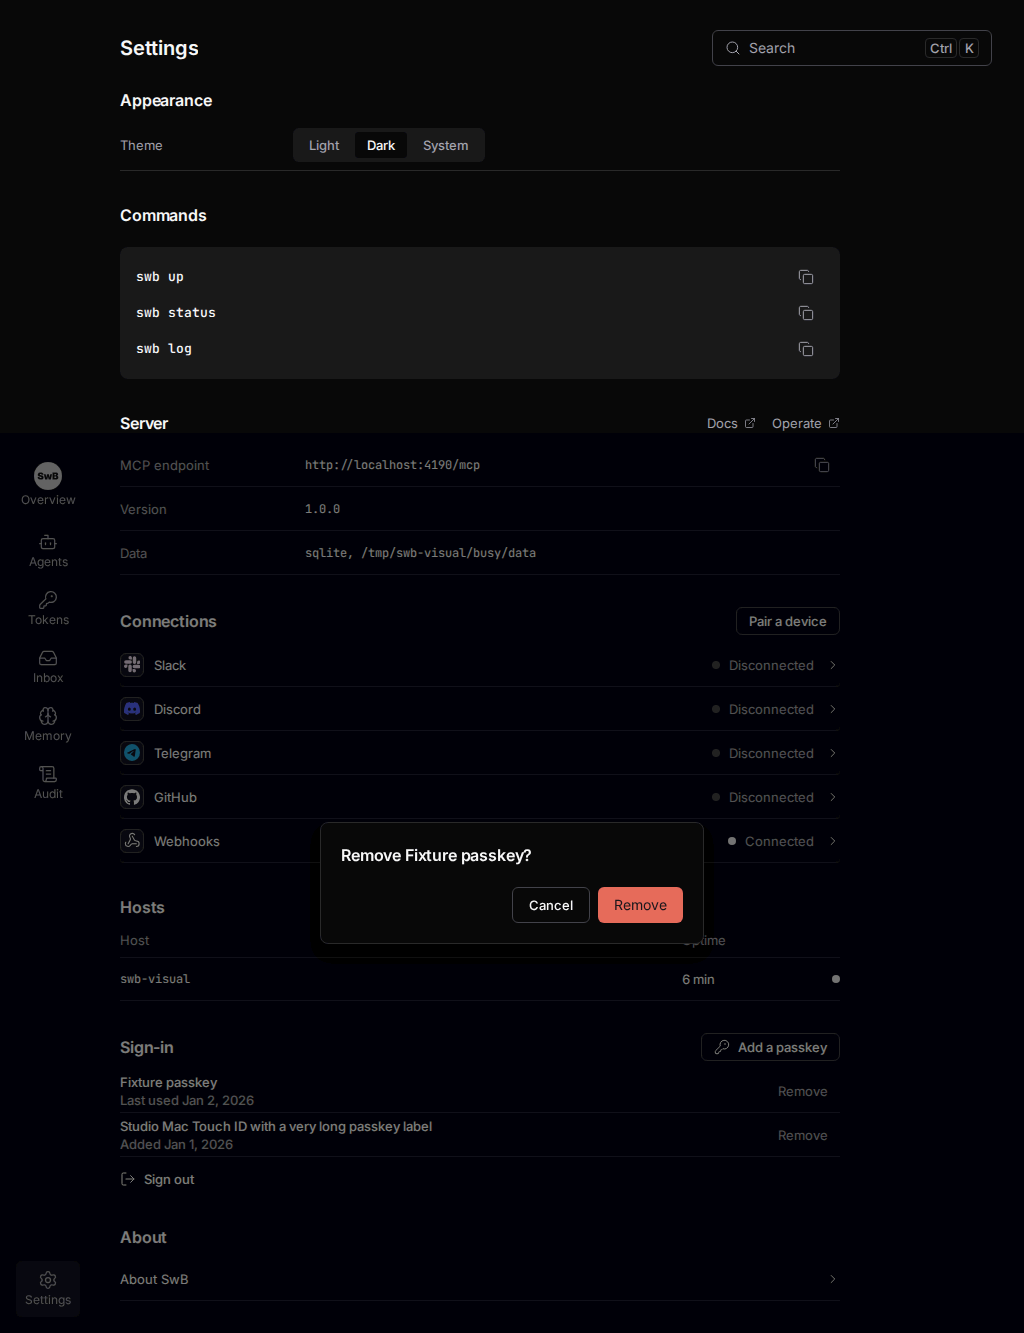 Settings
Search
Ctrl K
Appearance
Theme
Light
Dark
System
Commands
swb up
swb status
swb log
Server
Docs
Operate
MCP endpoint
http://localhost:4190/mcp
Version
1.0.0
Data
sqlite, /tmp/swb-visual/busy/data
SwB
Overview
Agents
Tokens
Inbox
Memory
Audit
Settings
Connections
Pair a device
Slack
Disconnected
Discord
Disconnected
Telegram
Disconnected
GitHub
Disconnected
Webhooks
Connected
Remove Fixture passkey?
Cancel
Remove
Hosts
Host
Uptime
swb-visual
6 min
Sign-in
Add a passkey
Fixture passkey
Last used Jan 2, 2026
Remove
Studio Mac Touch ID with a very long passkey label
Added Jan 1, 2026
Remove
Sign out
About
About SwB